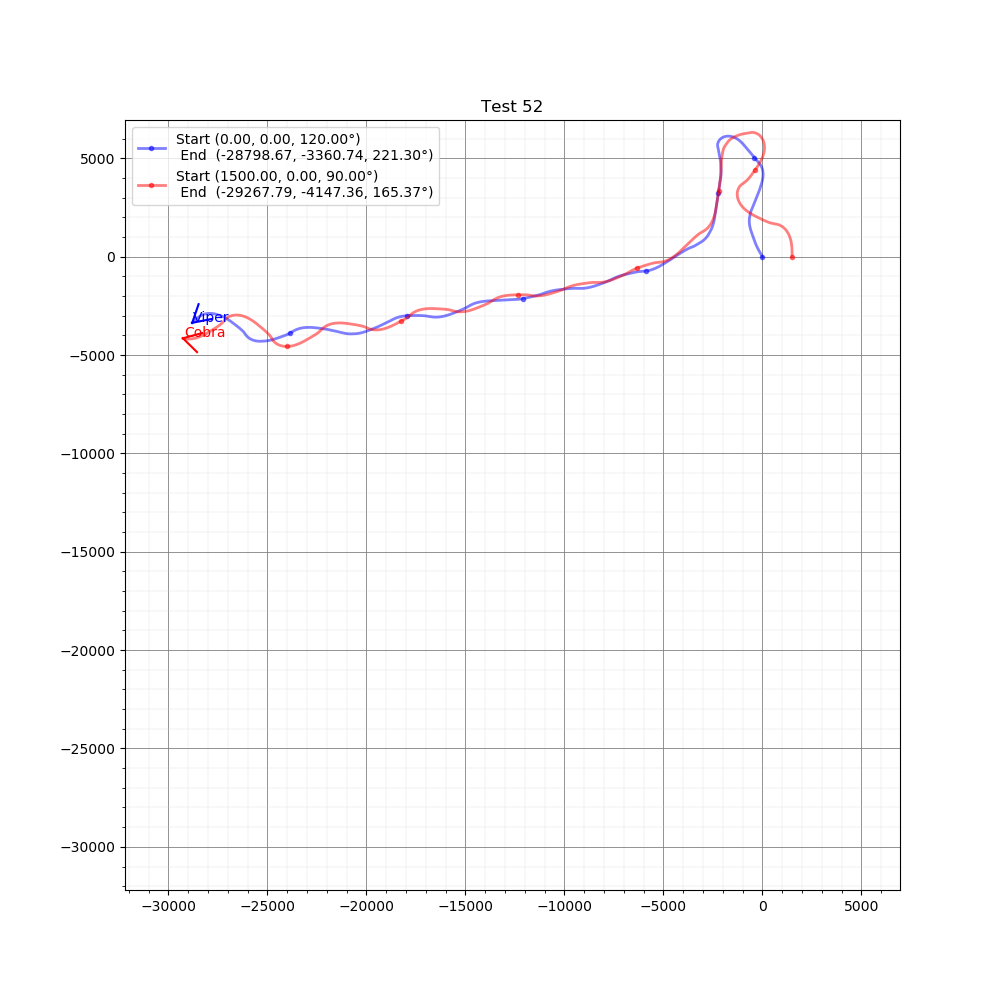 Test 52
Start (0.00, 0.00, 120.00°)
End (-28798.67, -3360.74, 221.30°)
Start (1500.00, 0.00, 90.00°)
End (-29267.79, -4147.36, 165.37°)
5000
0
−5000
−10000
−15000
−20000
−25000
−30000
Viper
Cobra
−30000 −25000 −20000 −15000 −10000 −5000 0 5000